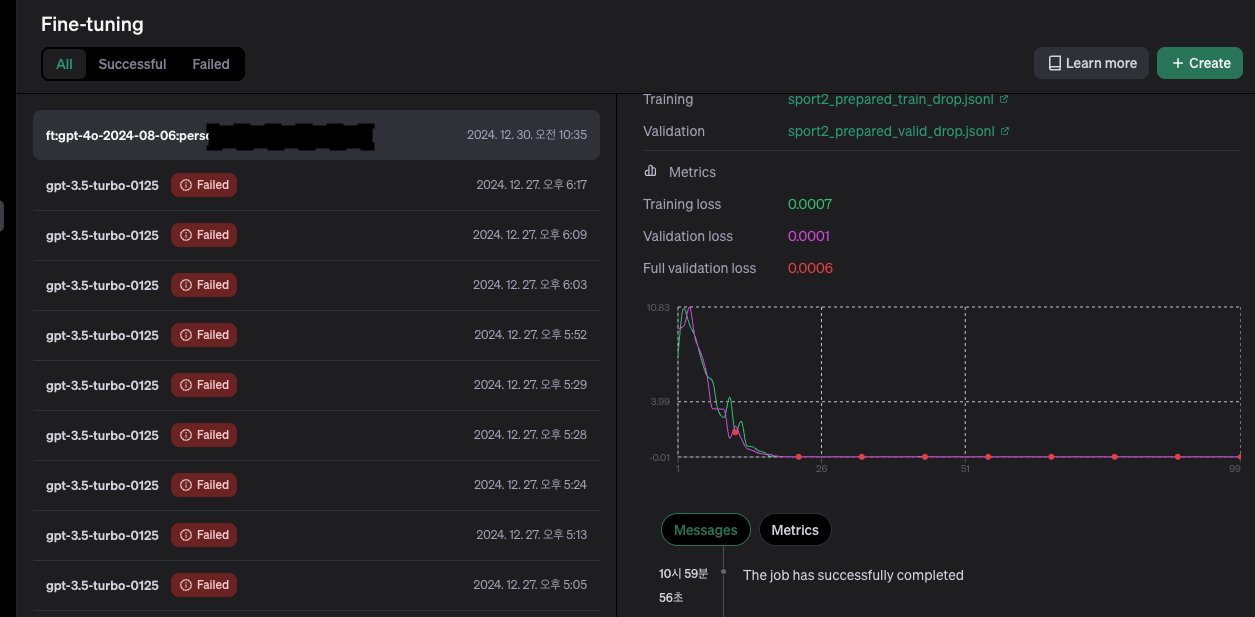 Fine-tuning
All Successful Failed
Learn more
+ Create
ft:gpt-4o-2024-08-06:perso 2024. 12. 30. 오전 10:35
gpt-3.5-turbo-0125 Failed 2024. 12. 27. 오후 6:17
gpt-3.5-turbo-0125 Failed 2024. 12. 27. 오후 6:09
gpt-3.5-turbo-0125 Failed 2024. 12. 27. 오후 6:03
gpt-3.5-turbo-0125 Failed 2024. 12. 27. 오후 5:52
gpt-3.5-turbo-0125 Failed 2024. 12. 27. 오후 5:29
gpt-3.5-turbo-0125 Failed 2024. 12. 27. 오후 5:28
gpt-3.5-turbo-0125 Failed 2024. 12. 27. 오후 5:24
gpt-3.5-turbo-0125 Failed 2024. 12. 27. 오후 5:13
gpt-3.5-turbo-0125 Failed 2024. 12. 27. 오후 5:05
Training sport2_prepared_train_drop.jsonl
Validation sport2_prepared_valid_drop.jsonl
Metrics
Training loss 0.0007
Validation loss 0.0001
Full validation loss 0.0006
10.83
3.99
-0.01
1 26 51 99
Messages Metrics
10시 59분 The job has successfully completed
56초